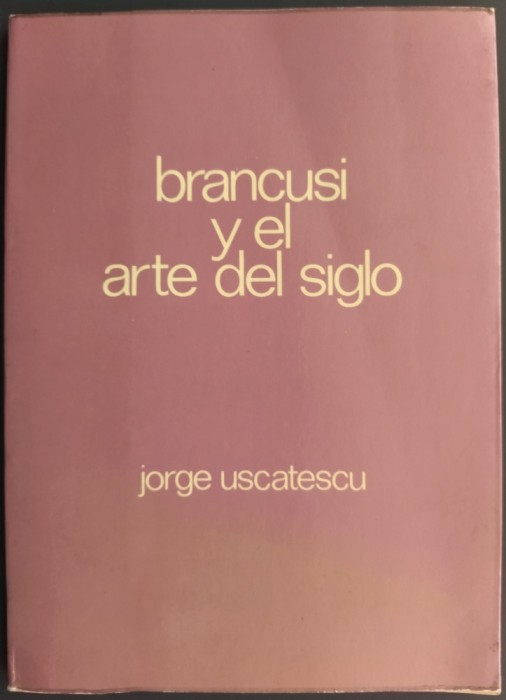 brancusi
y el
arte del siglo
jorge uscatescu